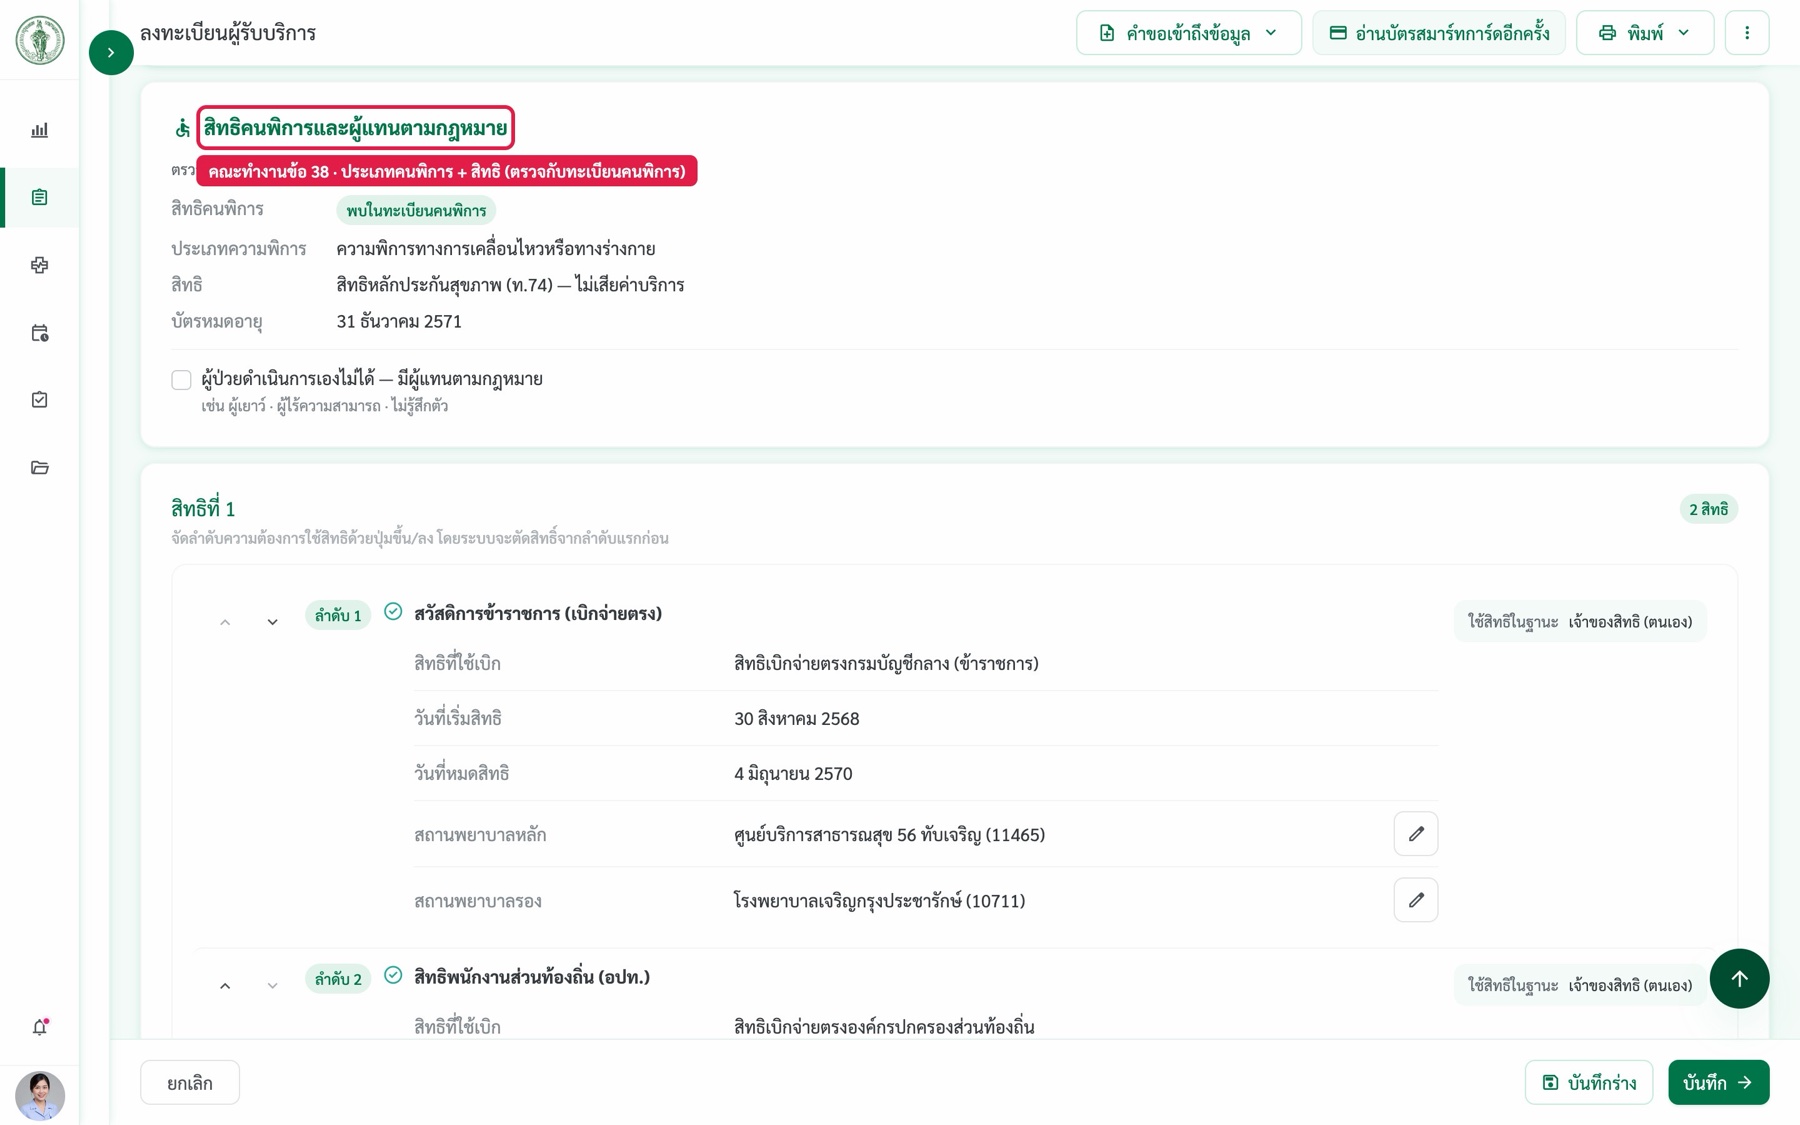 ลงทะเบียนผู้รับบริการ
คำขอเข้าถึงข้อมูล
อ่านบัตรสมาร์ทการ์ดอีกครั้ง
พิมพ์
สิทธิคนพิการและผู้แทนตามกฎหมาย
ตรว
คณะทำงานข้อ 38 · ประเภทคนพิการ + สิทธิ (ตรวจกับทะเบียนคนพิการ)
สิทธิคนพิการ พบในทะเบียนคนพิการ
ประเภทความพิการ ความพิการทางการเคลื่อนไหวหรือทางร่างกาย
สิทธิ สิทธิหลักประกันสุขภาพ (ท.74) — ไม่เสียค่าบริการ
บัตรหมดอายุ 31 ธันวาคม 2571
ผู้ป่วยดำเนินการเองไม่ได้ — มีผู้แทนตามกฎหมาย
เช่น ผู้เยาว์ · ผู้ไร้ความสามารถ · ไม่รู้สึกตัว
สิทธิที่ 1 2 สิทธิ
จัดลำดับความต้องการใช้สิทธิด้วยปุ่มขึ้น/ลง โดยระบบจะตัดสิทธิ์จากลำดับแรกก่อน
ลำดับ 1 สวัสดิการข้าราชการ (เบิกจ่ายตรง) ใช้สิทธิในฐานะ เจ้าของสิทธิ (ตนเอง)
สิทธิที่ใช้เบิก สิทธิเบิกจ่ายตรงกรมบัญชีกลาง (ข้าราชการ)
วันที่เริ่มสิทธิ 30 สิงหาคม 2568
วันที่หมดสิทธิ 4 มิถุนายน 2570
สถานพยาบาลหลัก ศูนย์บริการสาธารณสุข 56 ทับเจริญ (11465)
สถานพยาบาลรอง โรงพยาบาลเจริญกรุงประชารักษ์ (10711)
ลำดับ 2 สิทธิพนักงานส่วนท้องถิ่น (อปท.) ใช้สิทธิในฐานะ เจ้าของสิทธิ (ตนเอง)
สิทธิที่ใช้เบิก สิทธิเบิกจ่ายตรงองค์กรปกครองส่วนท้องถิ่น
ยกเลิก บันทึกร่าง บันทึก